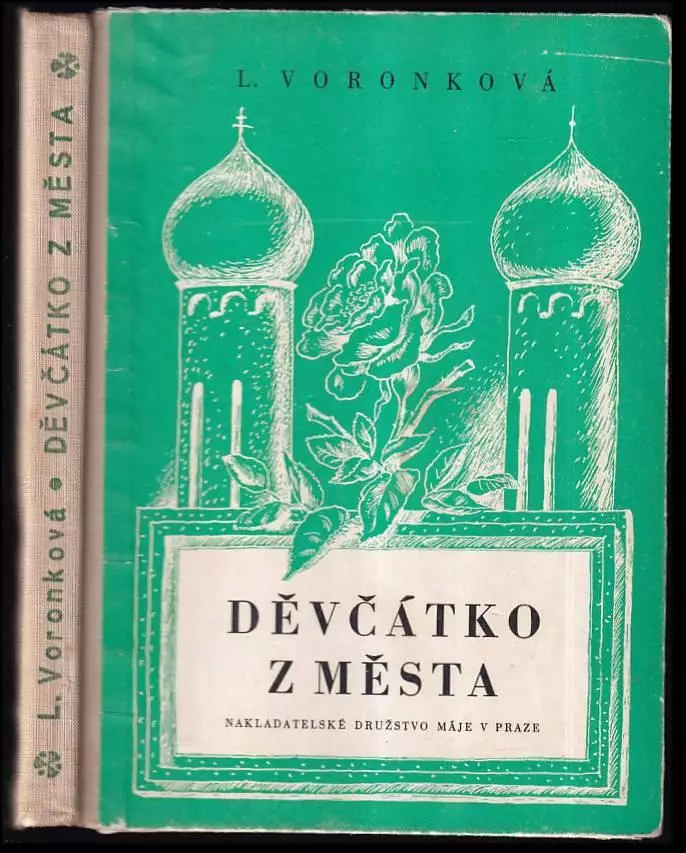 L. VORONKOVÁ
DĚVČÁTKO
Z MĚSTA
NAKLADATELSKÉ DRUŽSTVO MÁJE V PRAZE
L. Voronková • DĚVČÁTKO Z MĚSTA